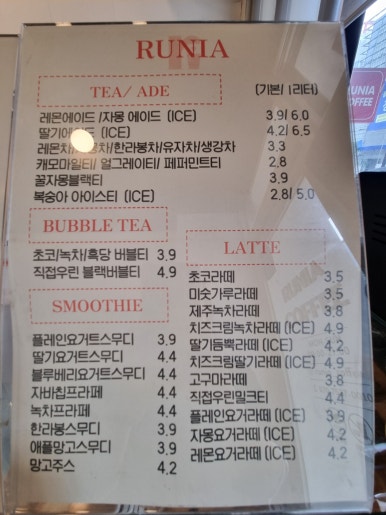 RUNIA
TEA/ ADE (기본/ 1리터)
레몬에이드 /자몽 에이드 (ICE) 3.9/ 6.0
딸기에이드 (ICE) 4.2/ 6.5
레몬차/ /한라봉차/유자차/생강차 3.3
캐모마일티/ 얼그레이티/ 페퍼민트티 2.8
꿀자몽블랙티 3.9
복숭아 아이스티 (ICE) 2.8/ 5.0
BUBBLE TEA
초코/녹차/흑당 버블티 3.9
직접우린 블랙버블티 4.9
SMOOTHIE
플레인요거트스무디 3.9
딸기요거트스무디 4.4
블루베리요거트스무디 4.4
자바칩프라페 4.4
녹차프라페 4.4
한라봉스무디 3.9
애플망고스무디 4.2
망고주스 4.2
LATTE
초코라떼 3.5
미숫가루라떼 3.5
제주녹차라떼 3.8
치즈크림녹차라떼 (ICE) 4.9
딸기듬뿍라떼 (ICE) 4.2
치즈크림딸기라떼 (ICE) 4.9
고구마라떼 3.8
직접우린밀크티 4.4
플레인요거라떼 (ICE) 3.9
자몽요거라떼 (ICE) 4.2
레몬요거라떼 (ICE) 4.2
RUNIA
COFFEE